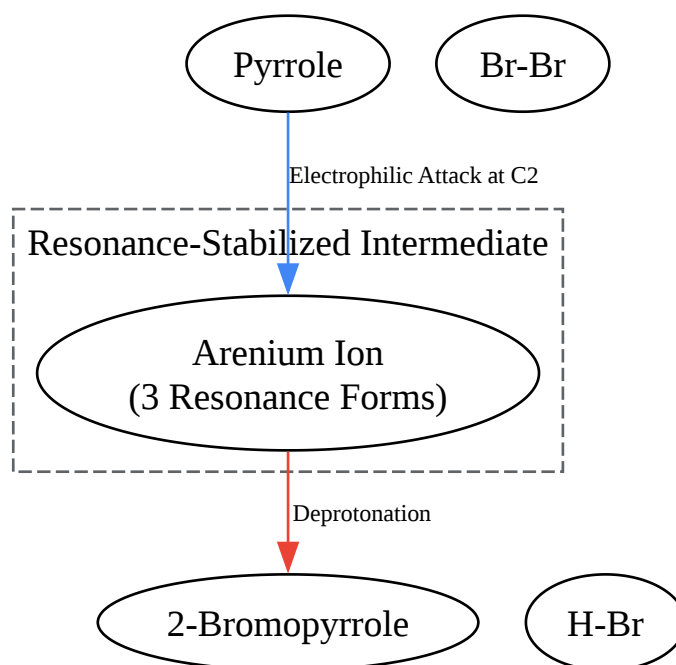 Pyrrole
Br-Br
Electrophilic Attack at C2
Resonance-Stabilized Intermediate
Arenium Ion
(3 Resonance Forms)
Deprotonation
2-Bromopyrrole
H-Br